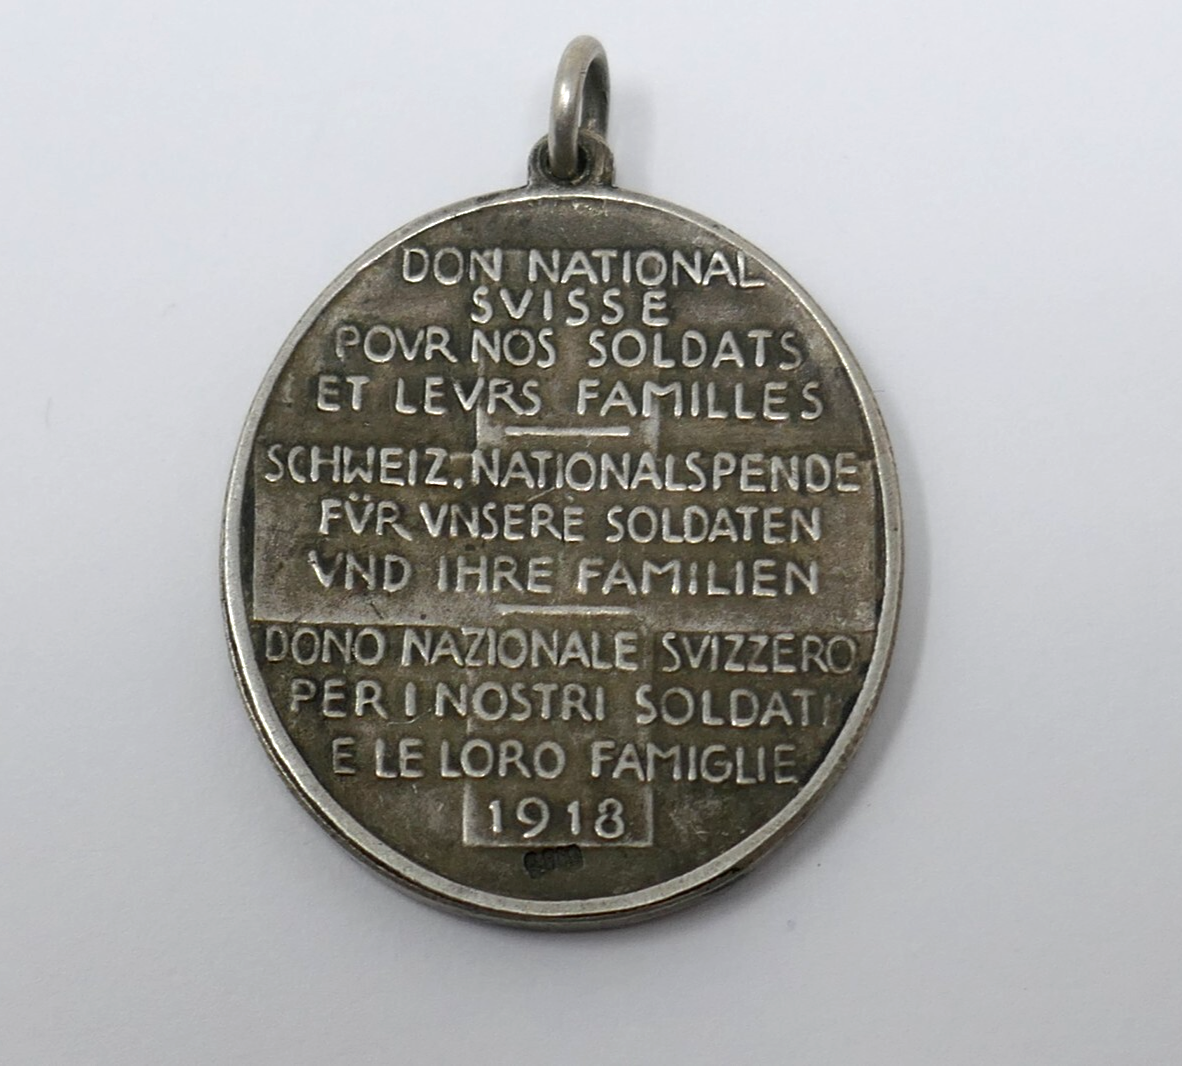 DON NATIONAL
SVISSE
POVR NOS SOLDATS
ET LEVRS FAMILLES
SCHWEIZ. NATIONALSPENDE
FÜR VNSERE SOLDATEN
VND IHRE FAMILIEN
DONO NAZIONALE SVIZZERO
PER I NOSTRI SOLDATI
E LE LORO FAMIGLIE
1918